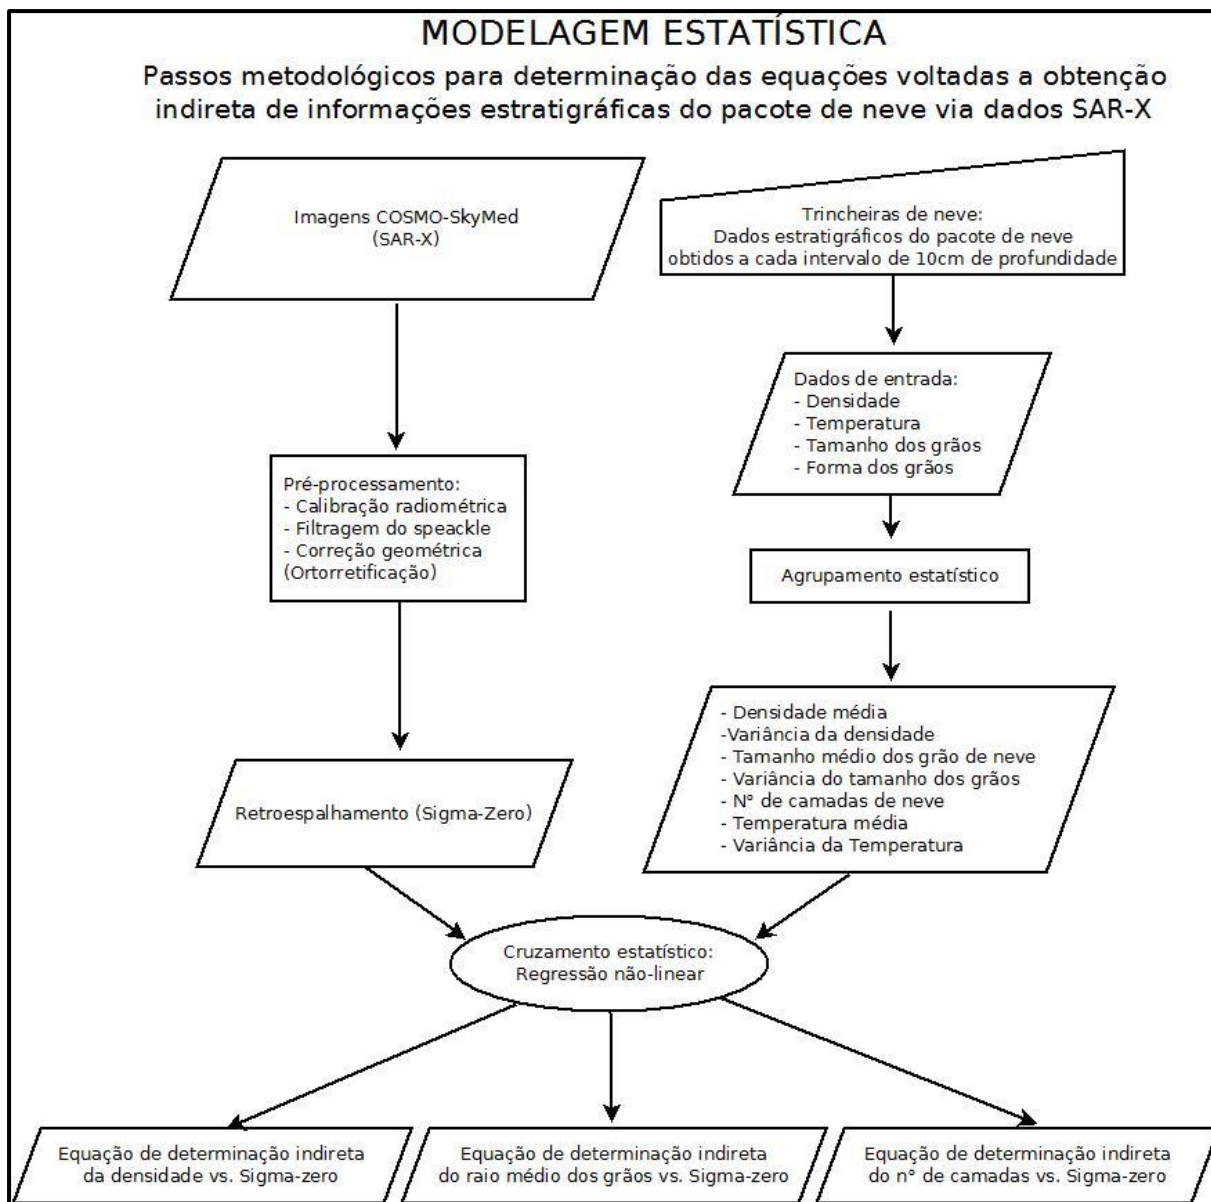 MODELAGEM ESTATÍSTICA
Passos metodológicos para determinação das equações voltadas a obtenção
indireta de informações estratigráficas do pacote de neve via dados SAR-X
Imagens COSMO-SkyMed
(SAR-X)
Trincheiras de neve:
Dados estratigráficos do pacote de neve
obtidos a cada intervalo de 10cm de profundidade
Dados de entrada:
- Densidade
- Temperatura
- Tamanho dos grãos
- Forma dos grãos
Pré-processamento:
- Calibração radiométrica
- Filtragem do speackle
- Correção geométrica
(Ortorretificação)
Agrupamento estatístico
- Densidade média
-Variância da densidade
- Tamanho médio dos grão de neve
- Variância do tamanho dos grãos
- N° de camadas de neve
- Temperatura média
- Variância da Temperatura
Retroespalhamento (Sigma-Zero)
Cruzamento estatístico:
Regressão não-linear
Equação de determinação indireta
da densidade vs. Sigma-zero
Equação de determinação indireta
do raio médio dos grãos vs. Sigma-zero
Equação de determinação indireta
do n° de camadas vs. Sigma-zero